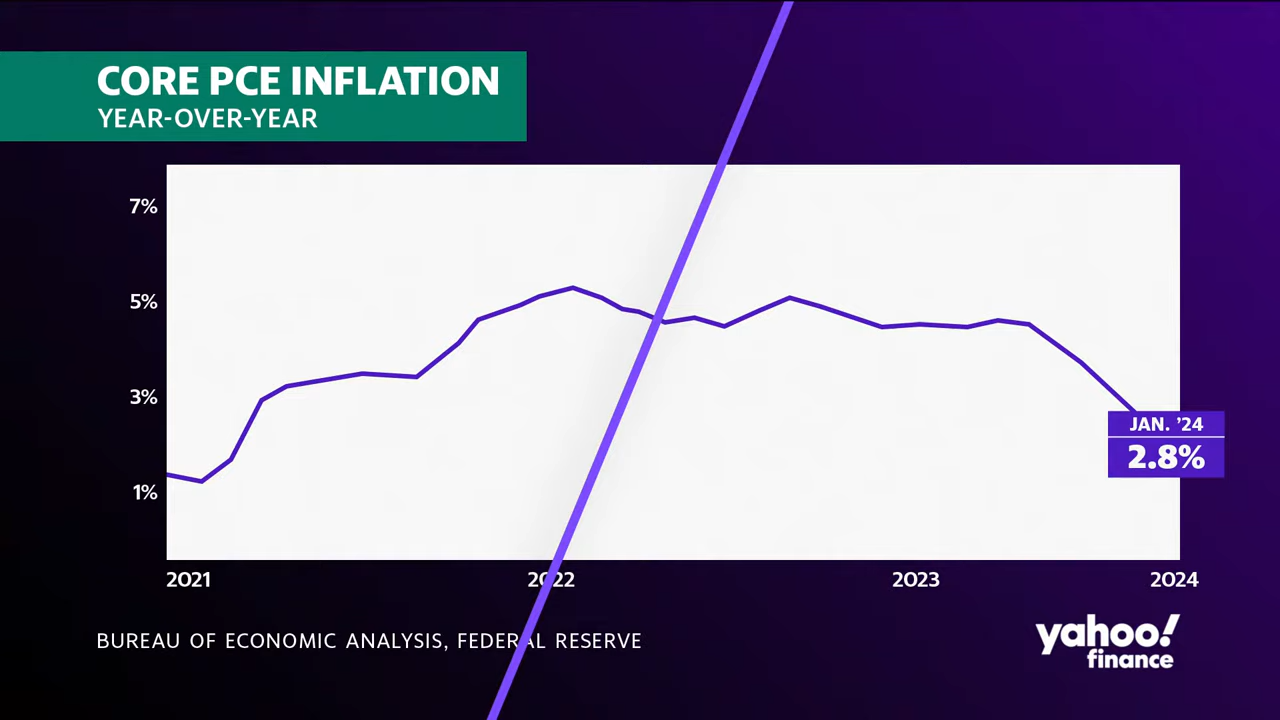 CORE PCE INFLATION
YEAR-OVER-YEAR
7%
5%
3%
1%
JAN. ’24
2.8%
2021 2022 2023 2024
BUREAU OF ECONOMIC ANALYSIS, FEDERAL RESERVE
yahoo!
finance